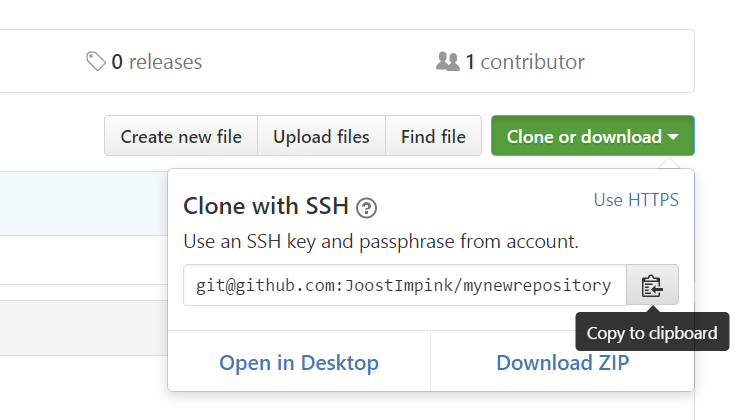 0 releases 1 contributor
Create new file Upload files Find file Clone or download
Clone with SSH ? Use HTTPS
Use an SSH key and passphrase from account.
git@github.com:JoostImpink/mynewrepository
Copy to clipboard
Open in Desktop Download ZIP